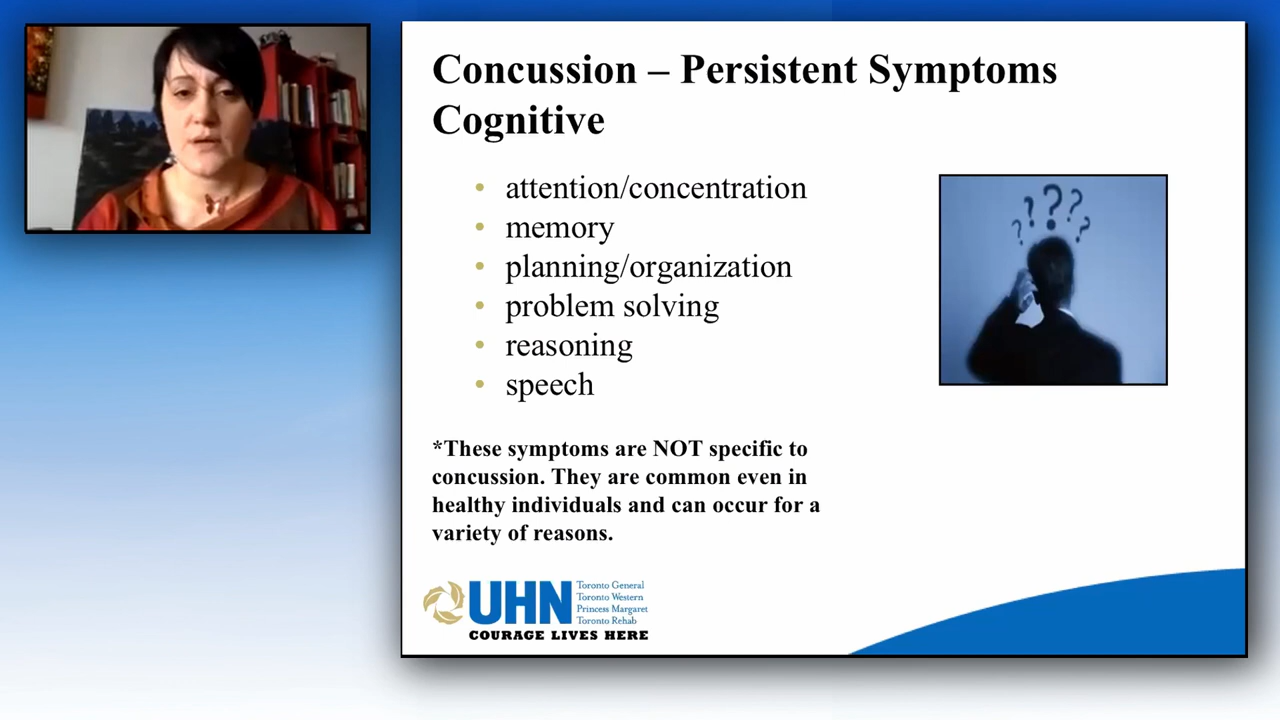 Concussion – Persistent Symptoms
Cognitive
• attention/concentration
• memory
• planning/organization
• problem solving
• reasoning
• speech
? ! ? ? ?
*These symptoms are NOT specific to
concussion. They are common even in
healthy individuals and can occur for a
variety of reasons.
UHN
Toronto General
Toronto Western
Princess Margaret
Toronto Rehab
COURAGE LIVES HERE